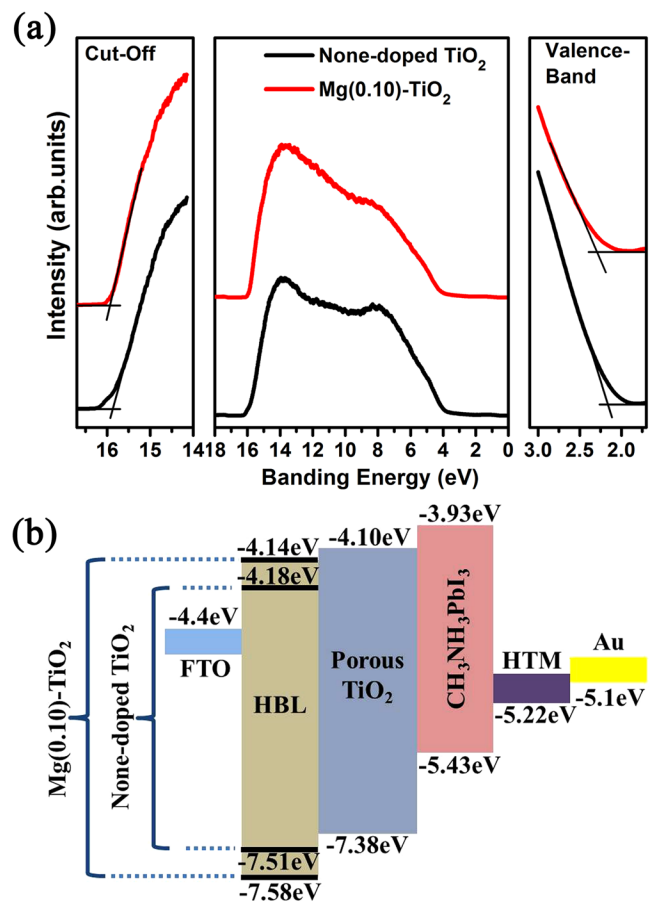 (a)
Cut-Off
None-doped TiO₂
Mg(0.10)-TiO₂
Valence-
Band
Intensity (arb.units)
16 15 14
18 16 14 12 10 8 6 4 2 0
3.0 2.5 2.0
Banding Energy (eV)
(b)
Mg(0.10)-TiO₂
None-doped TiO₂
-4.4eV
FTO
-4.14eV
-4.18eV
HBL
-7.51eV
-7.58eV
-4.10eV
Porous
TiO₂
-7.38eV
-3.93eV
CH₃NH₃PbI₃
-5.43eV
HTM
-5.22eV
Au
-5.1eV